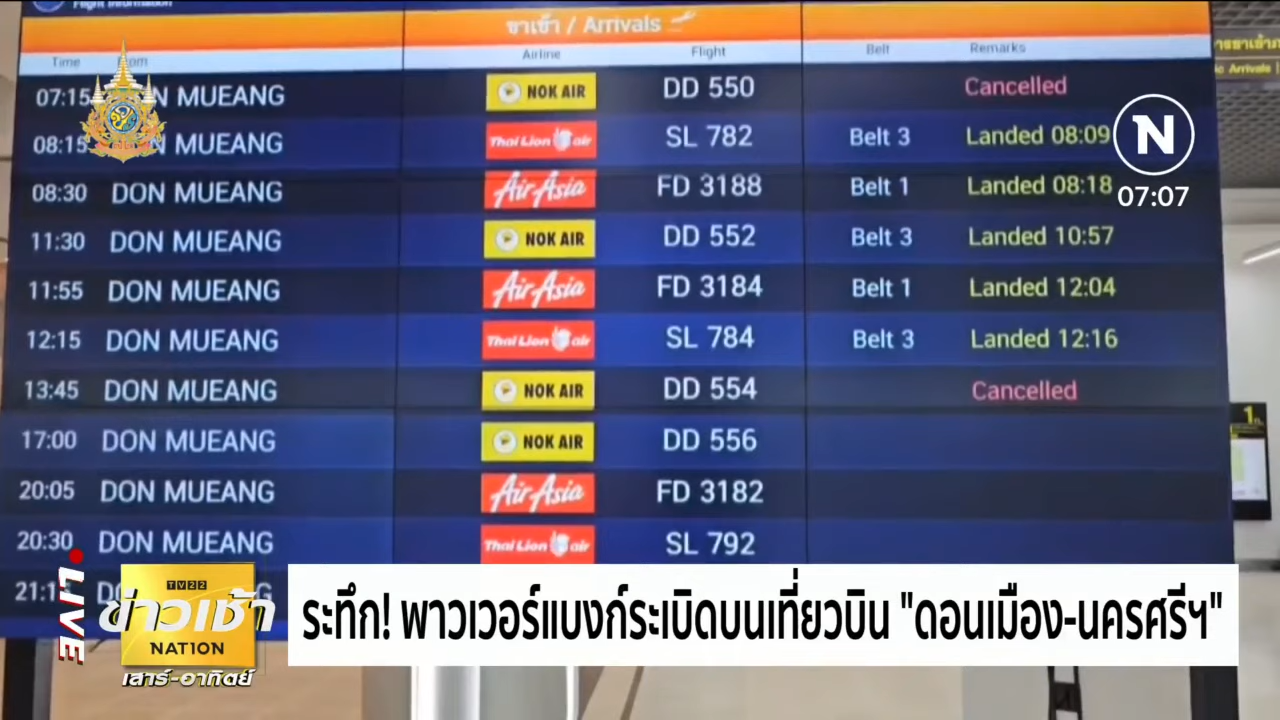 Flight Information
ขาเข้า / Arrivals
Time Airline Flight Belt Remarks
07:15 DON MUEANG NOK AIR DD 550 Cancelled
08:15 DON MUEANG Thai Lion air SL 782 Belt 3 Landed 08:09
08:30 DON MUEANG AirAsia FD 3188 Belt 1 Landed 08:18
11:30 DON MUEANG NOK AIR DD 552 Belt 3 Landed 10:57
11:55 DON MUEANG AirAsia FD 3184 Belt 1 Landed 12:04
12:15 DON MUEANG Thai Lion air SL 784 Belt 3 Landed 12:16
13:45 DON MUEANG NOK AIR DD 554 Cancelled
17:00 DON MUEANG NOK AIR DD 556
20:05 DON MUEANG AirAsia FD 3182
20:30 DON MUEANG Thai Lion air SL 792
N
07:07
Arrivals
1
LIVE
TV22
ข่าวเช้า
NATION
เสาร์-อาทิตย์
ระทึก! พาวเวอร์แบงก์ระเบิดบนเที่ยวบิน "ดอนเมือง-นครศรีฯ"